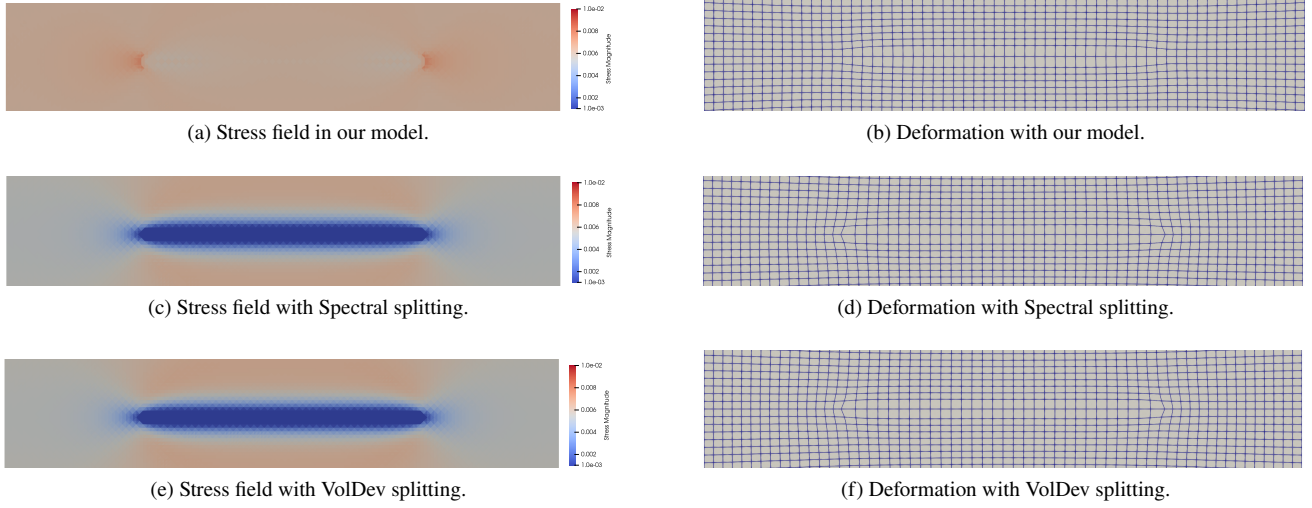 1.0e-02
0.008
0.006
0.004
0.002
1.0e-03
Stress Magnitude
(a) Stress field in our model.
(b) Deformation with our model.
1.0e-02
0.008
0.006
0.004
0.002
1.0e-03
Stress Magnitude
(c) Stress field with Spectral splitting.
(d) Deformation with Spectral splitting.
1.0e-02
0.008
0.006
0.004
0.002
1.0e-03
Stress Magnitude
(e) Stress field with VolDev splitting.
(f) Deformation with VolDev splitting.